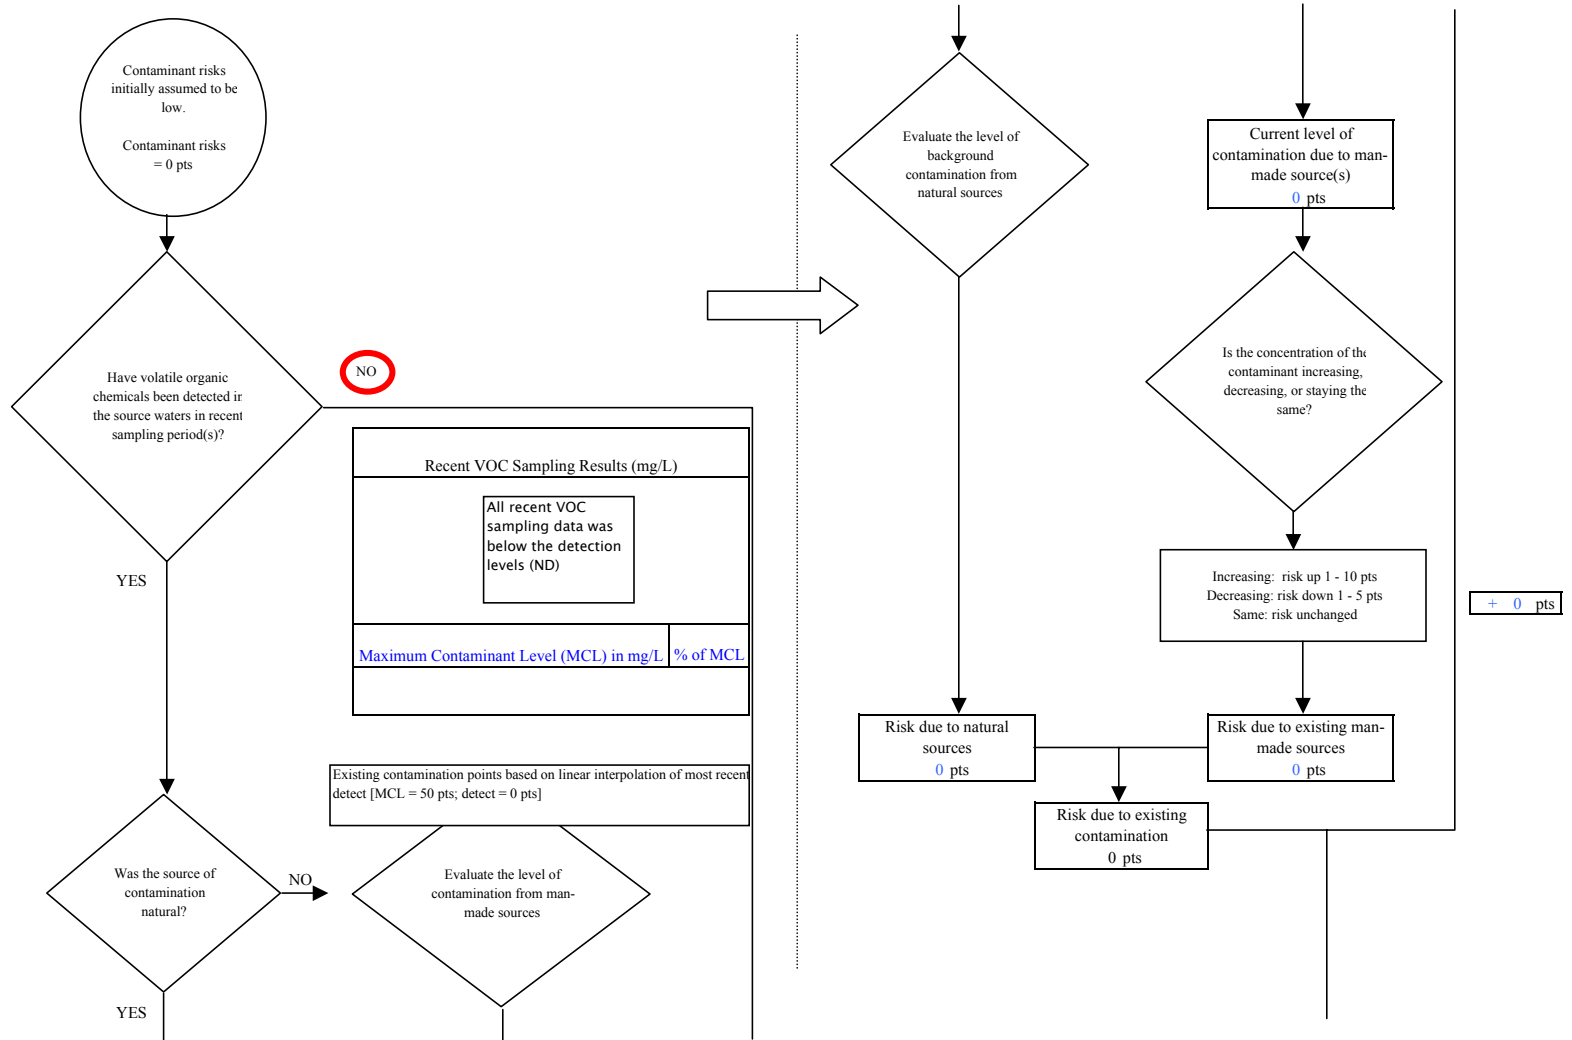 Contaminant risks
initially assumed to be
low.
Contaminant risks
= 0 pts
Have volatile organic
chemicals been detected in
the source waters in recent
sampling period(s)?
NO
YES
Recent VOC Sampling Results (mg/L)
All recent VOC
sampling data was
below the detection
levels (ND)
Maximum Contaminant Level (MCL) in mg/L
% of MCL
Existing contamination points based on linear interpolation of most recent
detect [MCL = 50 pts; detect = 0 pts]
Was the source of
contamination
natural?
NO
YES
Evaluate the level of
contamination from man-
made sources
Evaluate the level of
background
contamination from
natural sources
Current level of
contamination due to man-
made source(s)
0 pts
Is the concentration of the
contaminant increasing,
decreasing, or staying the
same?
Increasing: risk up 1 - 10 pts
Decreasing: risk down 1 - 5 pts
Same: risk unchanged
+ 0 pts
Risk due to natural
sources
0 pts
Risk due to existing man-
made sources
0 pts
Risk due to existing
contamination
0 pts